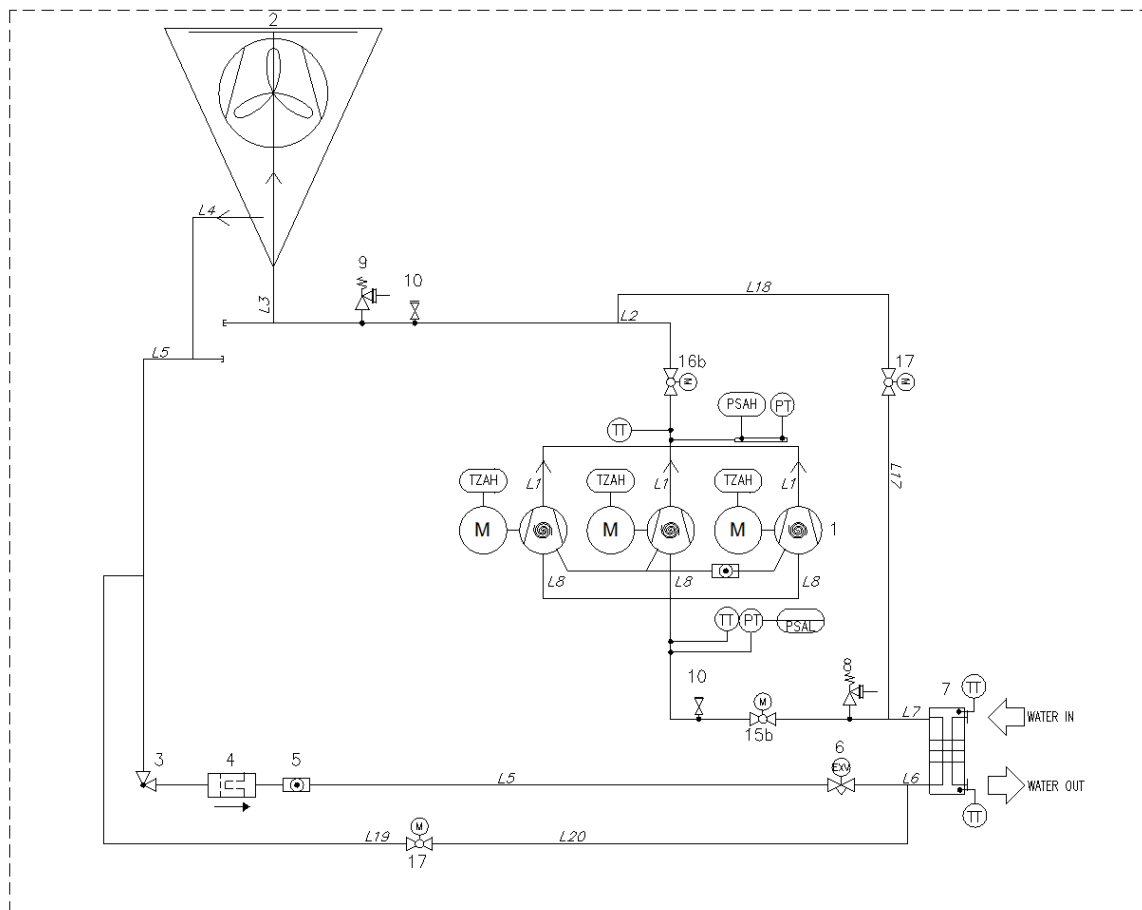 2
L4
L3
9
10
L2
L18
L5
16b
17
M
M
PSAH
PT
TT
TZAH
TZAH
TZAH
L1
L1
L1
L17
M
M
M
1
L8
L8
L8
TT
PT
PSAL
10
M
15b
8
7
TT
L7
WATER IN
3
4
5
L5
6
EXV
L6
WATER OUT
TT
M
L19
L20
17